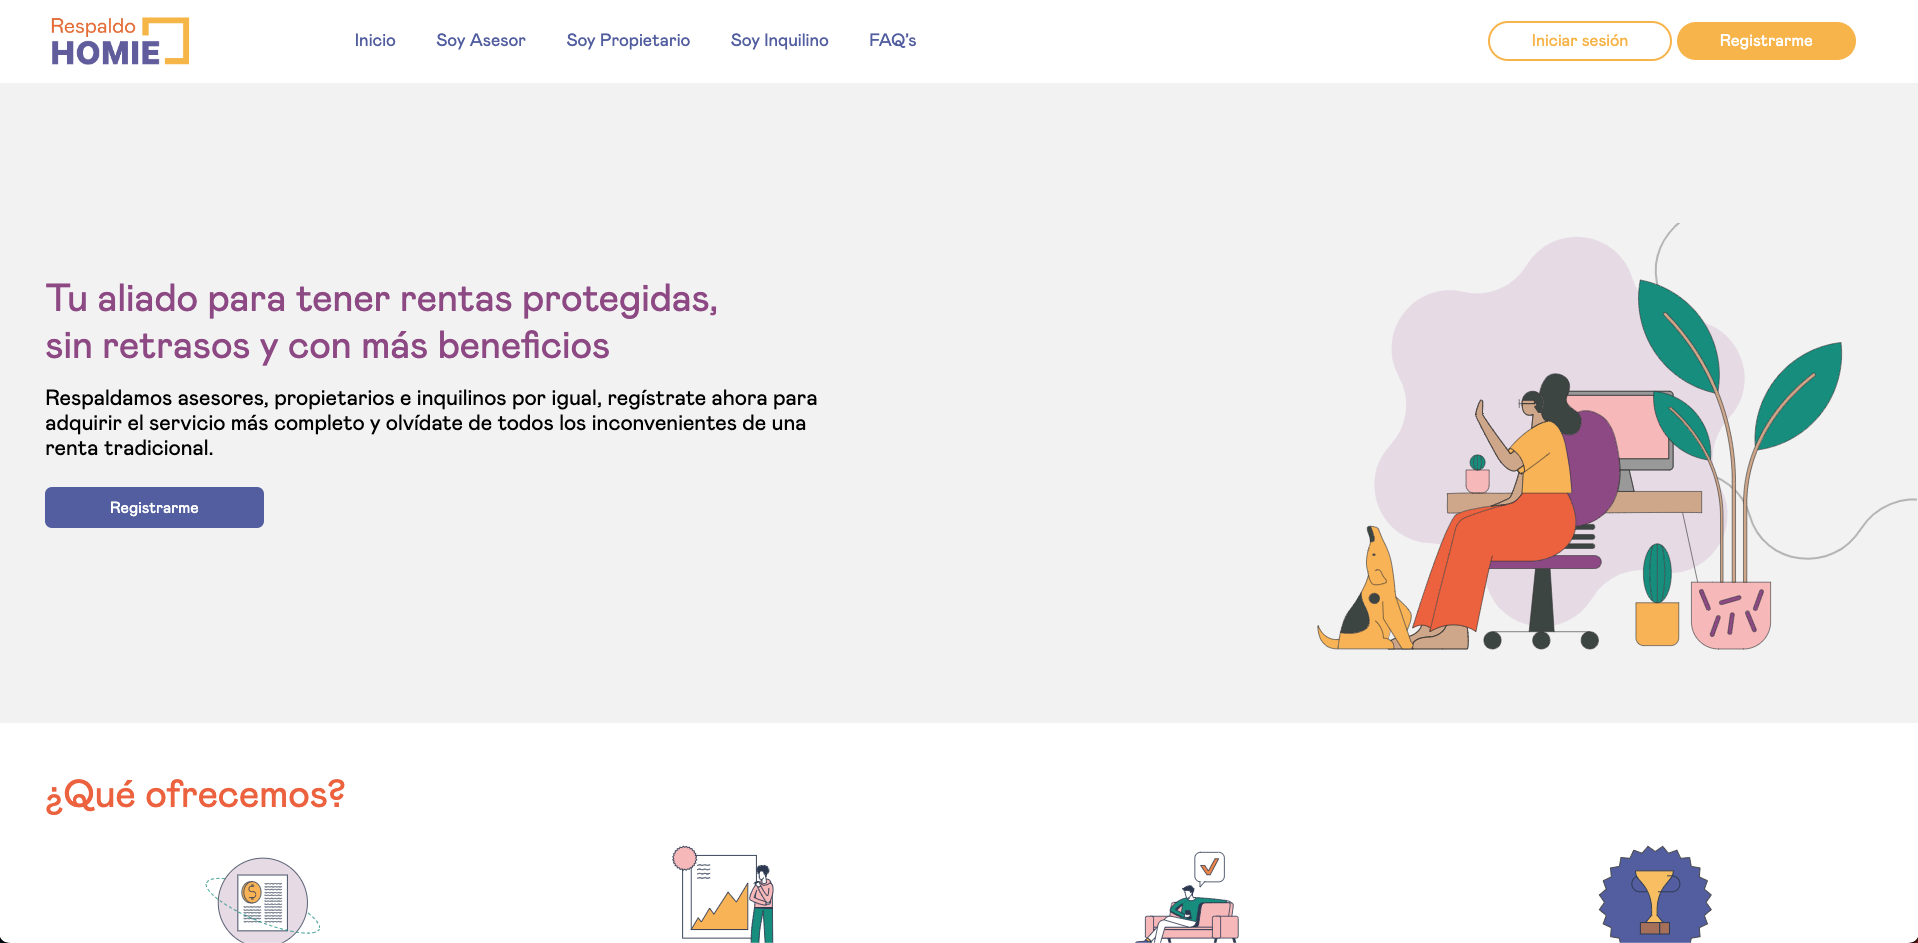 Respaldo
HOMIE
Inicio
Soy Asesor
Soy Propietario
Soy Inquilino
FAQ's
Iniciar sesión
Registrarme
Tu aliado para tener rentas protegidas,
sin retrasos y con más beneficios
Respaldamos asesores, propietarios e inquilinos por igual, regístrate ahora para
adquirir el servicio más completo y olvídate de todos los inconvenientes de una
renta tradicional.
Registrarme
¿Qué ofrecemos?
$